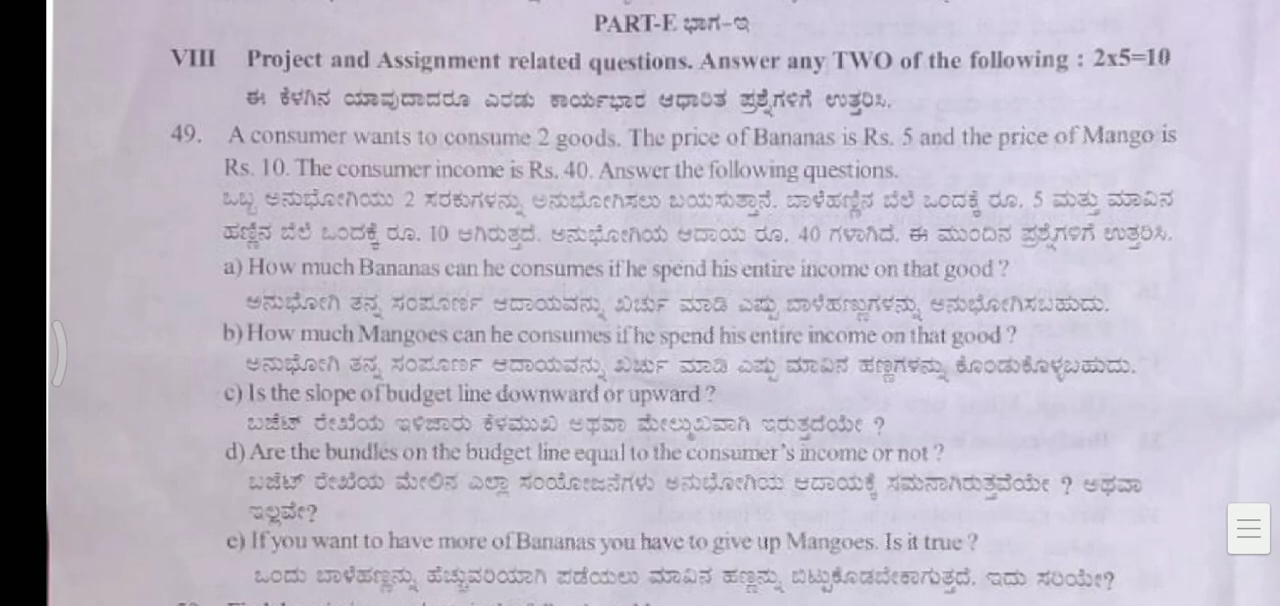 PART-E ಭಾಗ-ಇ
VIII Project and Assignment related questions. Answer any TWO of the following : 2x5=10
ಈ ಕೆಳಗಿನ ಯಾವುದಾದರೂ ಎರಡು ಕಾರ್ಯಭಾರ ಆಧಾರಿತ ಪ್ರಶ್ನೆಗಳಿಗೆ ಉತ್ತರಿಸಿ.
49. A consumer wants to consume 2 goods. The price of Bananas is Rs. 5 and the price of Mango is
Rs. 10. The consumer income is Rs. 40. Answer the following questions.
ಒಬ್ಬ ಅನುಭೋಗಿಯು 2 ಸರಕುಗಳನ್ನು ಅನುಭೋಗಿಸಲು ಬಯಸುತ್ತಾನೆ. ಬಾಳೆಹಣ್ಣಿನ ಬೆಲೆ ಒಂದಕ್ಕೆ ರೂ. 5 ಮತ್ತು ಮಾವಿನ
ಹಣ್ಣಿನ ಬೆಲೆ ಒಂದಕ್ಕೆ ರೂ. 10 ಆಗಿರುತ್ತದೆ. ಅನುಭೋಗಿಯ ಆದಾಯ ರೂ. 40 ಗಳಾಗಿದೆ. ಈ ಮುಂದಿನ ಪ್ರಶ್ನೆಗಳಿಗೆ ಉತ್ತರಿಸಿ.
a) How much Bananas can he consumes if he spend his entire income on that good ?
ಅನುಭೋಗಿ ತನ್ನ ಸಂಪೂರ್ಣ ಆದಾಯವನ್ನು ಖರ್ಚು ಮಾಡಿ ಎಷ್ಟು ಬಾಳೆಹಣ್ಣುಗಳನ್ನು ಅನುಭೋಗಿಸಬಹುದು.
b) How much Mangoes can he consumes if he spend his entire income on that good ?
ಅನುಭೋಗಿ ತನ್ನ ಸಂಪೂರ್ಣ ಆದಾಯವನ್ನು ಖರ್ಚು ಮಾಡಿ ಎಷ್ಟು ಮಾವಿನ ಹಣ್ಣುಗಳನ್ನು ಕೊಂಡುಕೊಳ್ಳಬಹುದು.
c) Is the slope of budget line downward or upward ?
ಬಜೆಟ್ ರೇಖೆಯ ಇಳಿಜಾರು ಕೆಳಮುಖ ಅಥವಾ ಮೇಲ್ಮುಖವಾಗಿ ಇರುತ್ತದೆಯೇ ?
d) Are the bundles on the budget line equal to the consumer's income or not ?
ಬಜೆಟ್ ರೇಖೆಯ ಮೇಲಿನ ಎಲ್ಲಾ ಸಂಯೋಜನೆಗಳು ಅನುಭೋಗಿಯ ಆದಾಯಕ್ಕೆ ಸಮನಾಗಿರುತ್ತವೆಯೇ ? ಅಥವಾ
ಇಲ್ಲವೇ?
e) If you want to have more of Bananas you have to give up Mangoes. Is it true ?
ಒಂದು ಬಾಳೆಹಣ್ಣನ್ನು ಹೆಚ್ಚುವರಿಯಾಗಿ ಪಡೆಯಲು ಮಾವಿನ ಹಣ್ಣನ್ನು ಬಿಟ್ಟುಕೊಡಬೇಕಾಗುತ್ತದೆ. ಇದು ಸರಿಯೇ?